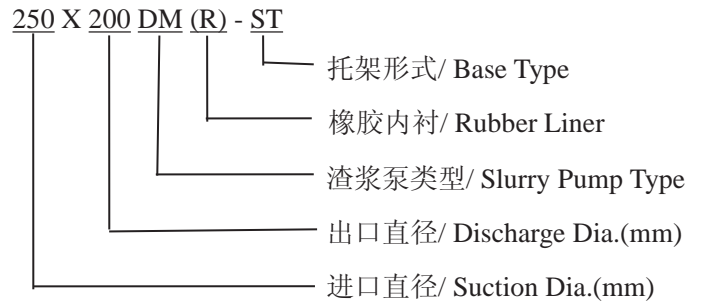 250 X 200 DM (R) - ST
托架形式/ Base Type
橡胶内衬/ Rubber Liner
渣浆泵类型/ Slurry Pump Type
出口直径/ Discharge Dia.(mm)
进口直径/ Suction Dia.(mm)